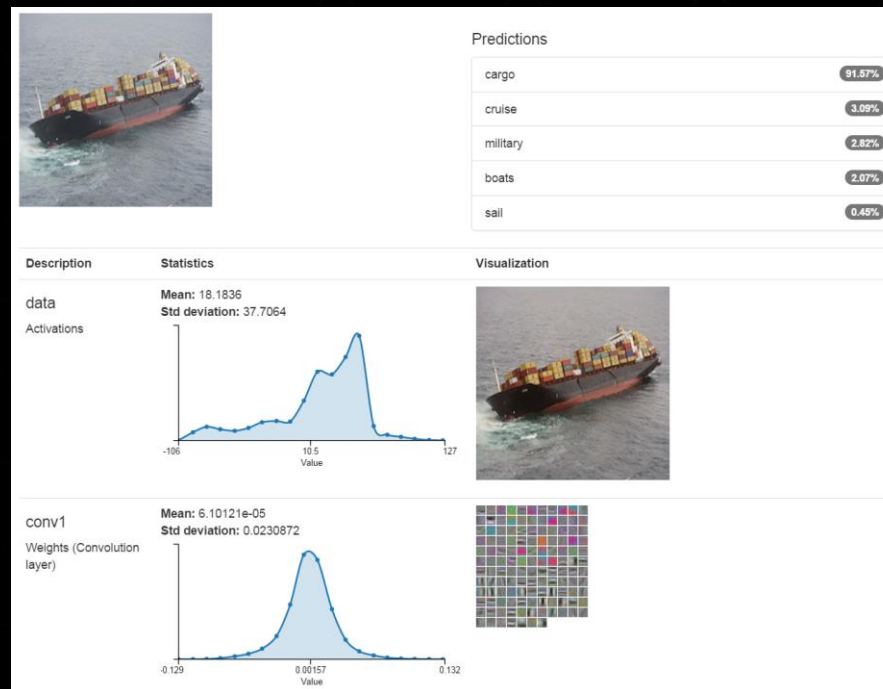 Predictions
cargo 91.57%
cruise 3.09%
military 2.82%
boats 2.07%
sail 0.45%
Description Statistics Visualization
data
Activations
Mean: 18.1836
Std deviation: 37.7064
-106 10.5 127
Value
conv1
Weights (Convolution
layer)
Mean: 6.10121e-05
Std deviation: 0.0230872
-0.129 0.00157 0.132
Value